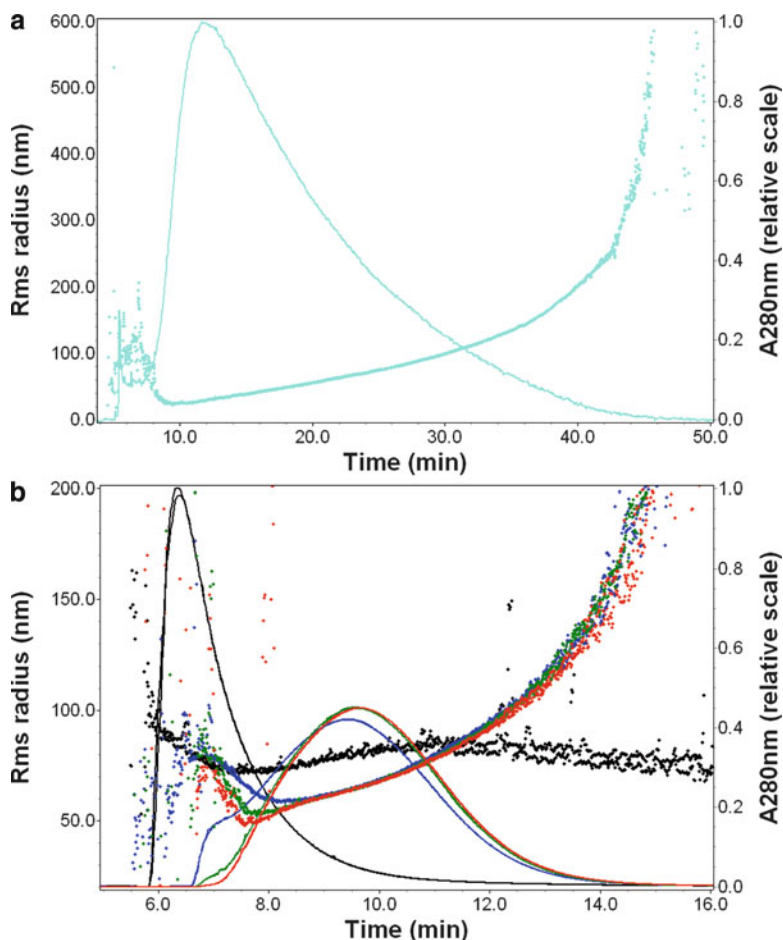 a
600.0
500.0
400.0
300.0
200.0
100.0
0.0
Rms radius (nm)
1.0
0.8
0.6
0.4
0.2
0.0
A280nm (relative scale)
10.0 20.0 30.0 40.0 50.0
Time (min)
b
200.0
150.0
100.0
50.0
Rms radius (nm)
1.0
0.8
0.6
0.4
0.2
0.0
A280nm (relative scale)
6.0 8.0 10.0 12.0 14.0 16.0
Time (min)